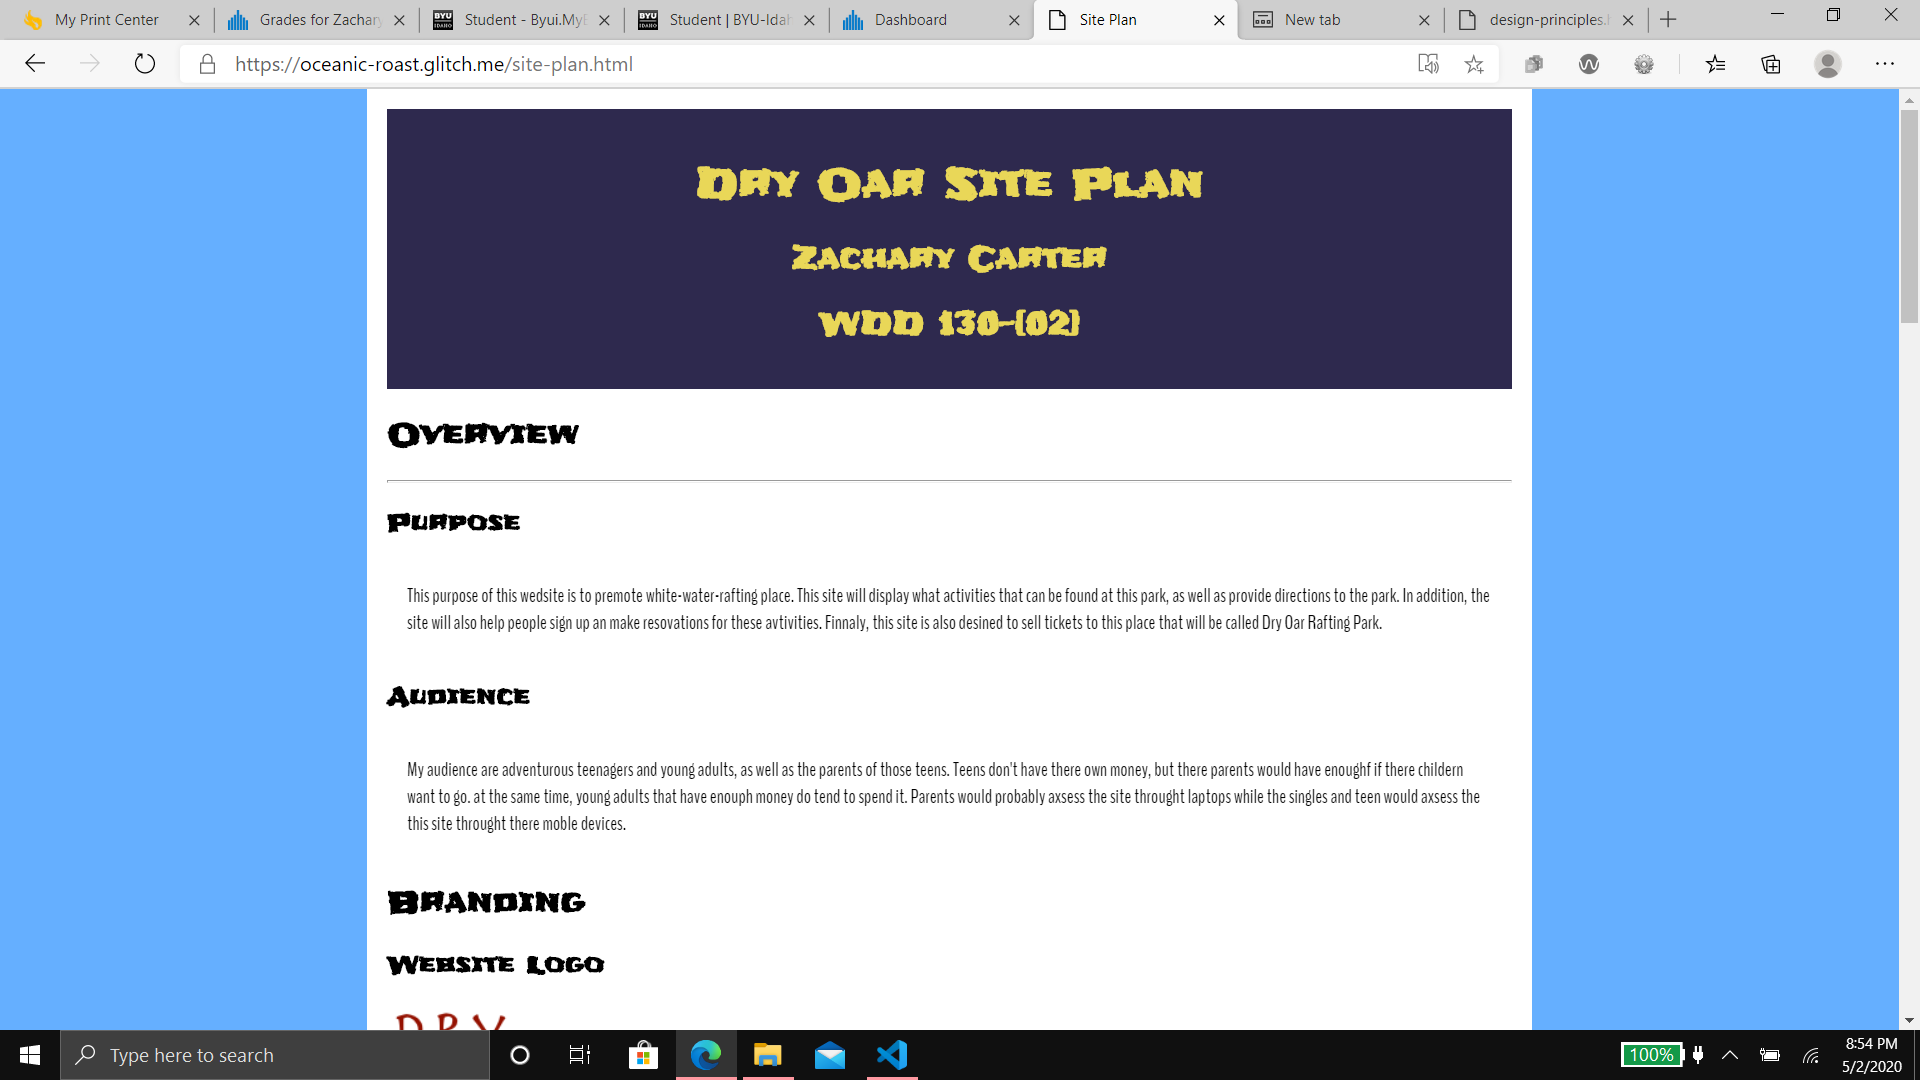 My Print Center
Grades for Zachary
Student - Byui.MyE
Student | BYU-Idah
Dashboard
Site Plan
New tab
design-principles.h
https://oceanic-roast.glitch.me/site-plan.html
Dry Oar Site Plan
Zachary Carter
WDD 130-[02]
Overview
Purpose
This purpose of this wedsite is to premote white-water-rafting place. This site will display what activities that can be found at this park, as well as provide directions to the park. In addition, the
site will also help people sign up an make resovations for these avtivities. Finnaly, this site is also desined to sell tickets to this place that will be called Dry Oar Rafting Park.
Audience
My audience are adventurous teenagers and young adults, as well as the parents of those teens. Teens don't have there own money, but there parents would have enoughf if there childern
want to go. at the same time, young adults that have enouph money do tend to spend it. Parents would probably axsess the site throught laptops while the singles and teen would axsess the
this site throught there moble devices.
Branding
Website Logo
DRY
Type here to search
100%
8:54 PM
5/2/2020